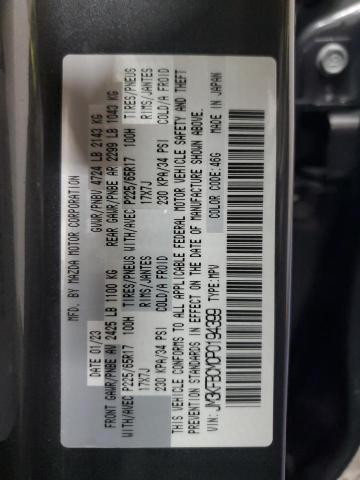 MFD. BY MAZDA MOTOR CORPORATION
DATE: 01/23 GVWR/PNBV 4724 LB 2143 KG
FRONT GAWR/PNBE AV 2425 LB 1100 KG REAR GAWR/PNBE AR 2299 LB 1043 KG
WITH/AVEC P225/65R17 100H TIRES/PNEUS WITH/AVEC P225/65R17 100H TIRES/PNEUS
17X7J RIMS/JANTES 17X7J RIMS/JANTES
230 KPA/34 PSI COLD/A FROID 230 KPA/34 PSI COLD/A FROID
THIS VEHICLE CONFORMS TO ALL APPLICABLE FEDERAL MOTOR VEHICLE SAFETY AND THEFT
PREVENTION STANDARDS IN EFFECT ON THE DATE OF MANUFACTURE SHOWN ABOVE.
VIN: TYPE: MPV COLOR CODE: 46G MADE IN JAPAN